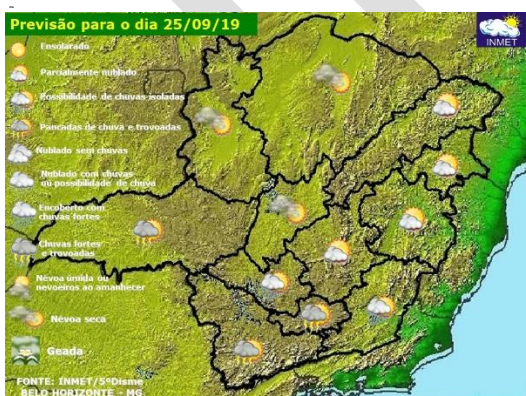 Previsão para o dia 25/09/19
INMET
Ensolarado
Parcialmente nublado
Possibilidade de chuvas isoladas
Pancadas de chuva e trovoadas
Nublado sem chuvas
Nublado com chuvas
ou possibilidade de chuva
Encoberto com
chuvas fortes
Chuvas fortes
e trovoadas
Névoa úmida ou
nevoeiros ao amanhecer
Névoa seca
Geada
FONTE: INMET/5ºDisme
BELO HORIZONTE - MG